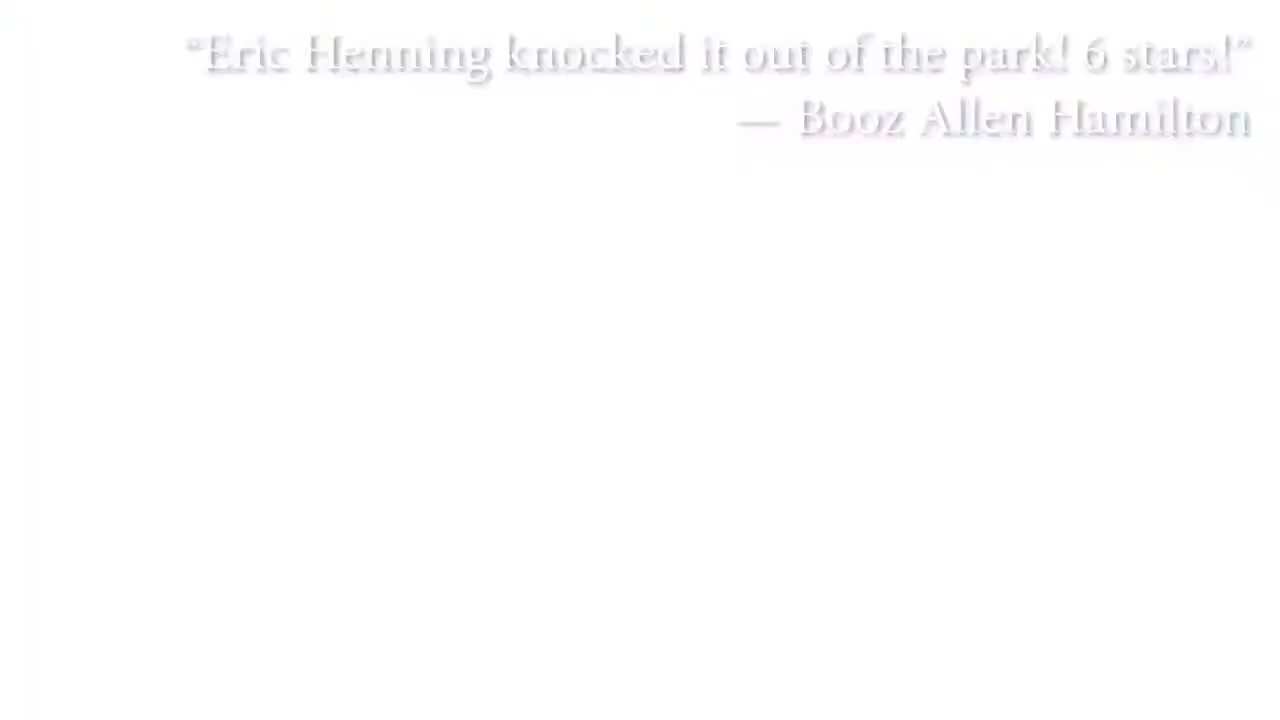 “Eric Henning knocked it out of the park! 6 stars!”
— Booz Allen Hamilton